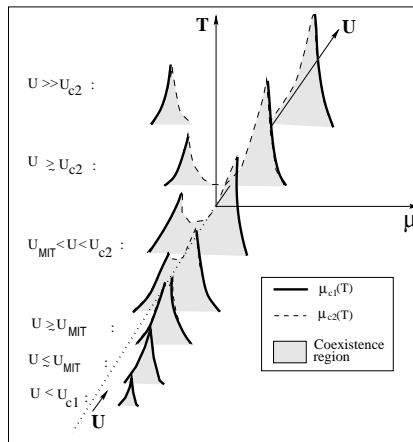 T
U
U >>U_c2 :
U ≳ U_c2 :
μ
U_MIT < U < U_c2 :
μ_c1(T)
μ_c2(T)
U ≳ U_MIT :
Coexistence
region
U ≲ U_MIT :
U < U_c1 :
U